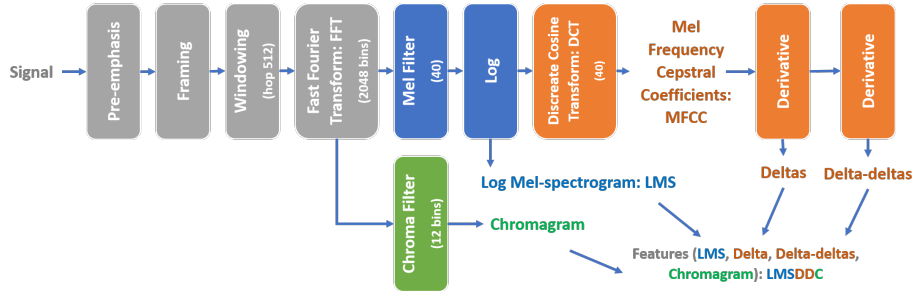 Signal
Pre-emphasis
Framing
Windowing
(hop 512)
Fast Fourier
Transform: FFT
(2048 bins)
Mel Filter
(40)
Log
Discreate Cosine
Transform: DCT
(40)
Mel
Frequency
Cepstral
Coefficients:
MFCC
Derivative
Derivative
Chroma Filter
(12 bins)
Log Mel-spectrogram: LMS
Deltas
Delta-deltas
Chromagram
Features (LMS, Delta, Delta-deltas,
Chromagram): LMSDDC